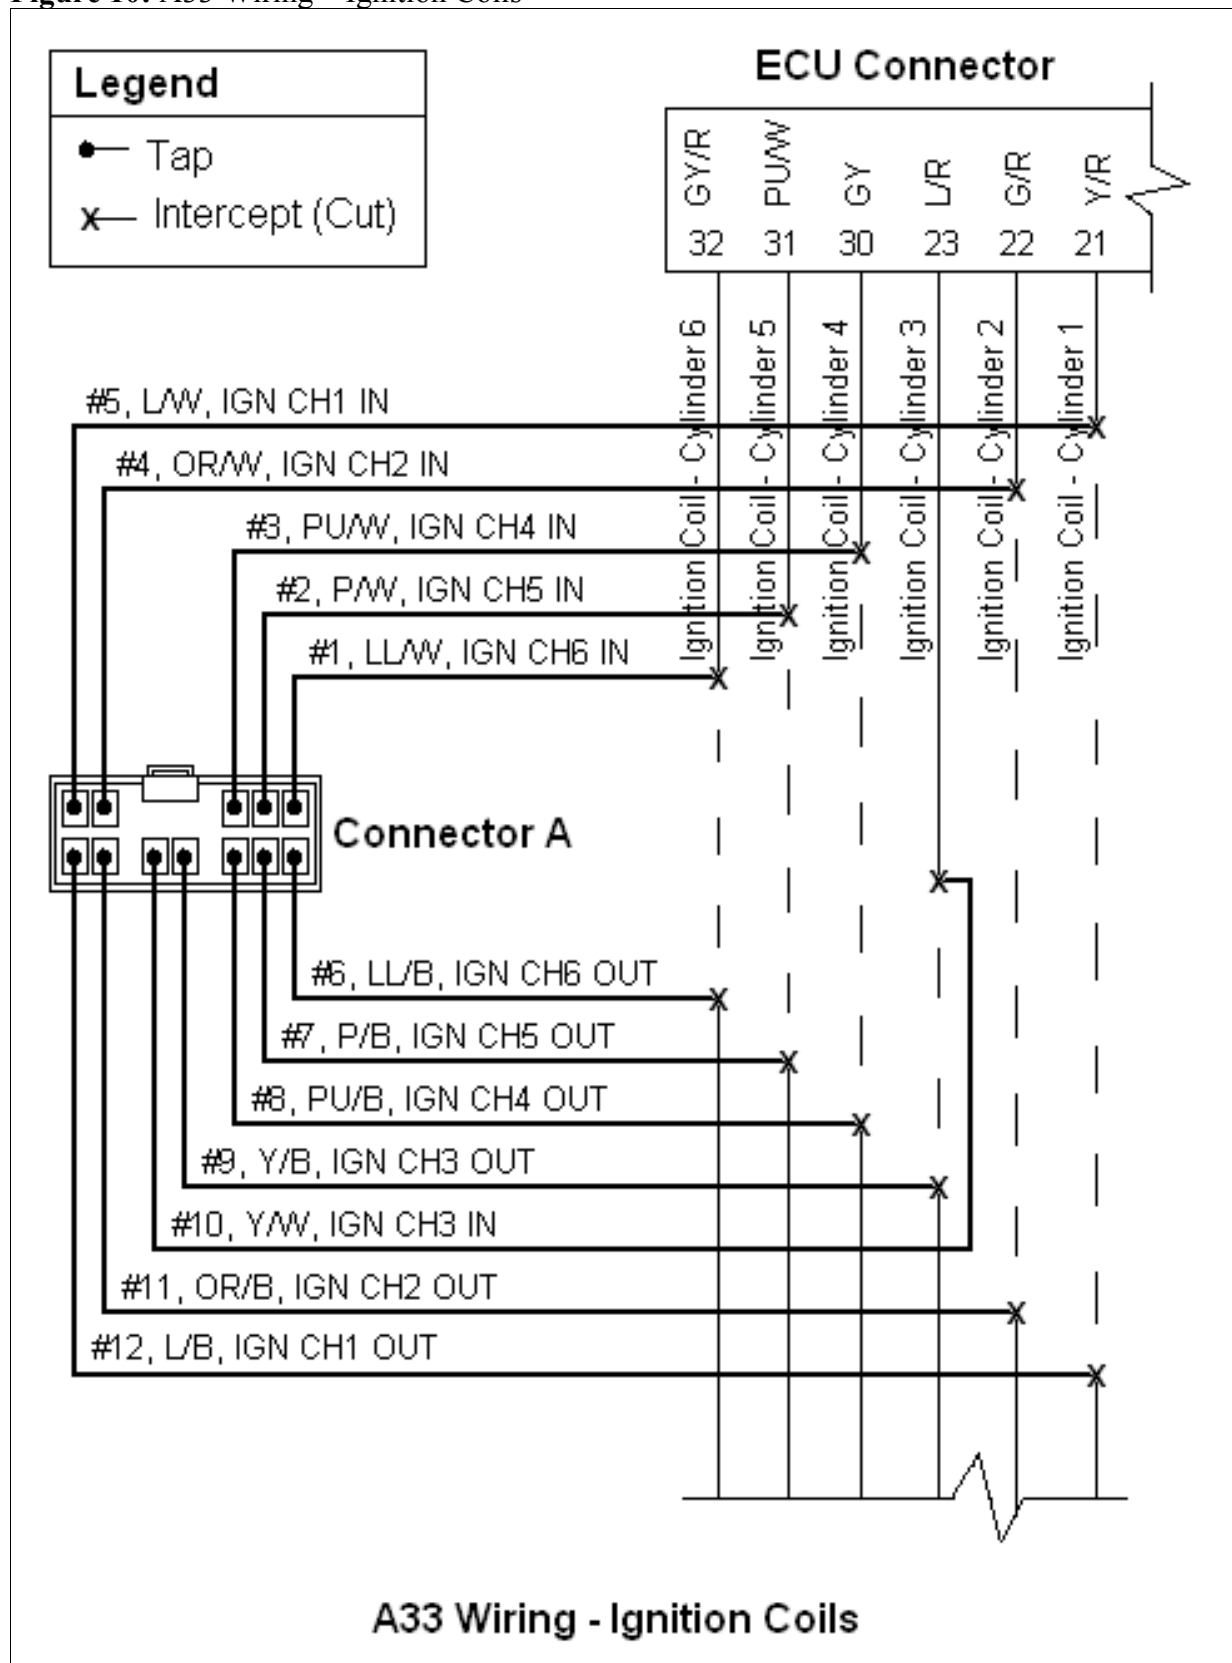 Legend
Tap
Intercept (Cut)
ECU Connector
GY/R
PU/W
GY
L/R
G/R
Y/R
32
31
30
23
22
21
Ignition Coil - Cylinder 6
Ignition Coil - Cylinder 5
Ignition Coil - Cylinder 4
Ignition Coil - Cylinder 3
Ignition Coil - Cylinder 2
Ignition Coil - Cylinder 1
#5, L/W, IGN CH1 IN
#4, OR/W, IGN CH2 IN
#3, PU/W, IGN CH4 IN
#2, P/W, IGN CH5 IN
#1, LL/W, IGN CH6 IN
Connector A
#6, LL/B, IGN CH6 OUT
#7, P/B, IGN CH5 OUT
#8, PU/B, IGN CH4 OUT
#9, Y/B, IGN CH3 OUT
#10, Y/W, IGN CH3 IN
#11, OR/B, IGN CH2 OUT
#12, L/B, IGN CH1 OUT
A33 Wiring - Ignition Coils